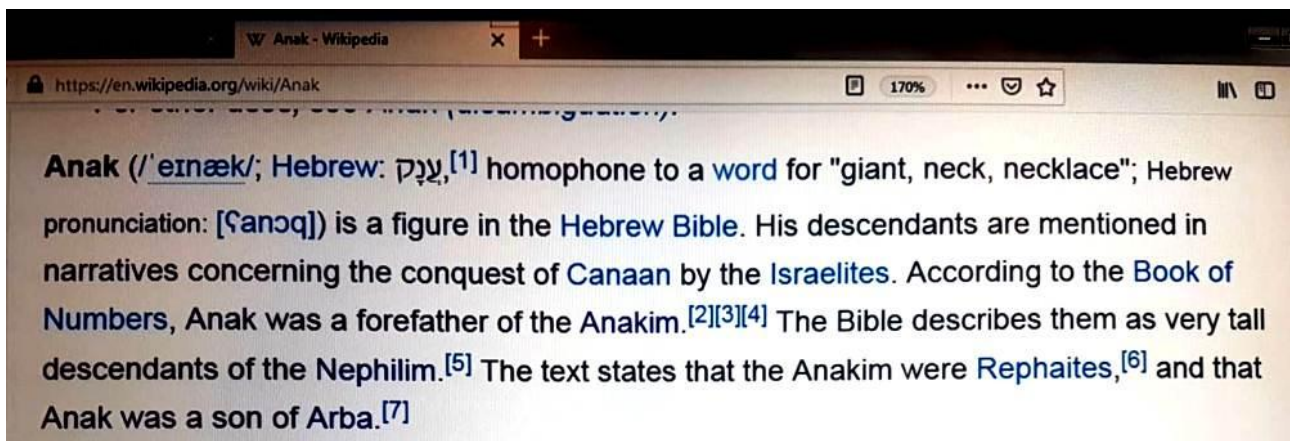 Anak - Wikipedia
https://en.wikipedia.org/wiki/Anak
170%
Anak (/ˈeɪnæk/; Hebrew: עֲנָק,[1] homophone to a word for "giant, neck, necklace"; Hebrew
pronunciation: [ʕanɔq]) is a figure in the Hebrew Bible. His descendants are mentioned in
narratives concerning the conquest of Canaan by the Israelites. According to the Book of
Numbers, Anak was a forefather of the Anakim.[2][3][4] The Bible describes them as very tall
descendants of the Nephilim.[5] The text states that the Anakim were Rephaites,[6] and that
Anak was a son of Arba.[7]